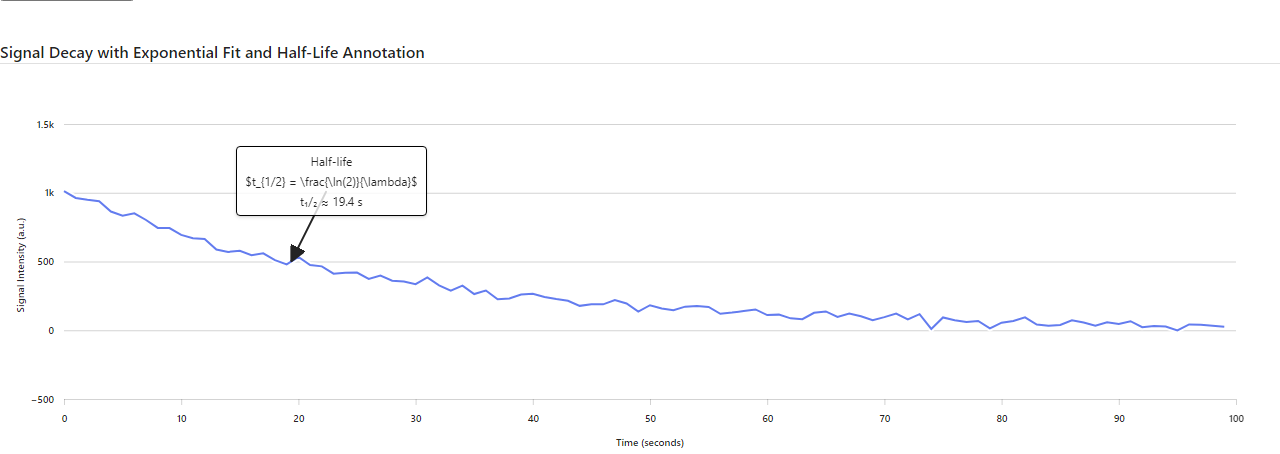 Signal Decay with Exponential Fit and Half-Life Annotation
1.5k
1k
500
0
−500
Signal Intensity (a.u.)
Half-life
$t_{1/2} = \frac{\ln(2)}{\lambda}$
t₁/₂ ≈ 19.4 s
0 10 20 30 40 50 60 70 80 90 100
Time (seconds)